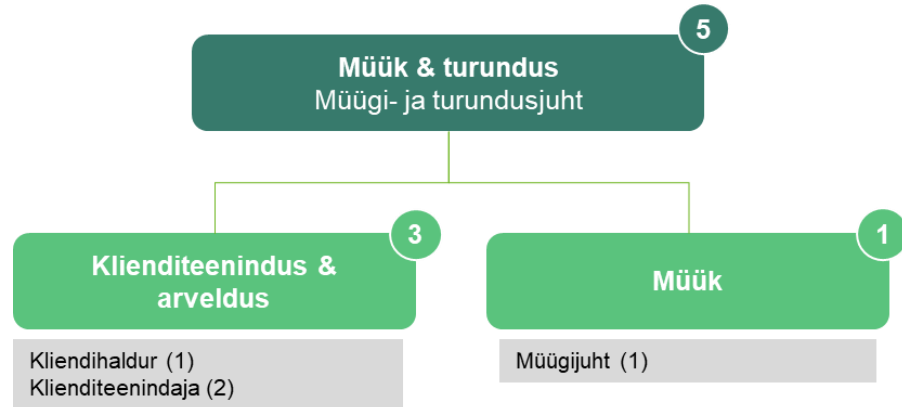 5
Müük & turundus
Müügi- ja turundusjuht
3
Klienditeenindus &
arveldus
Kliendihaldur (1)
Klienditeenindaja (2)
1
Müük
Müügijuht (1)